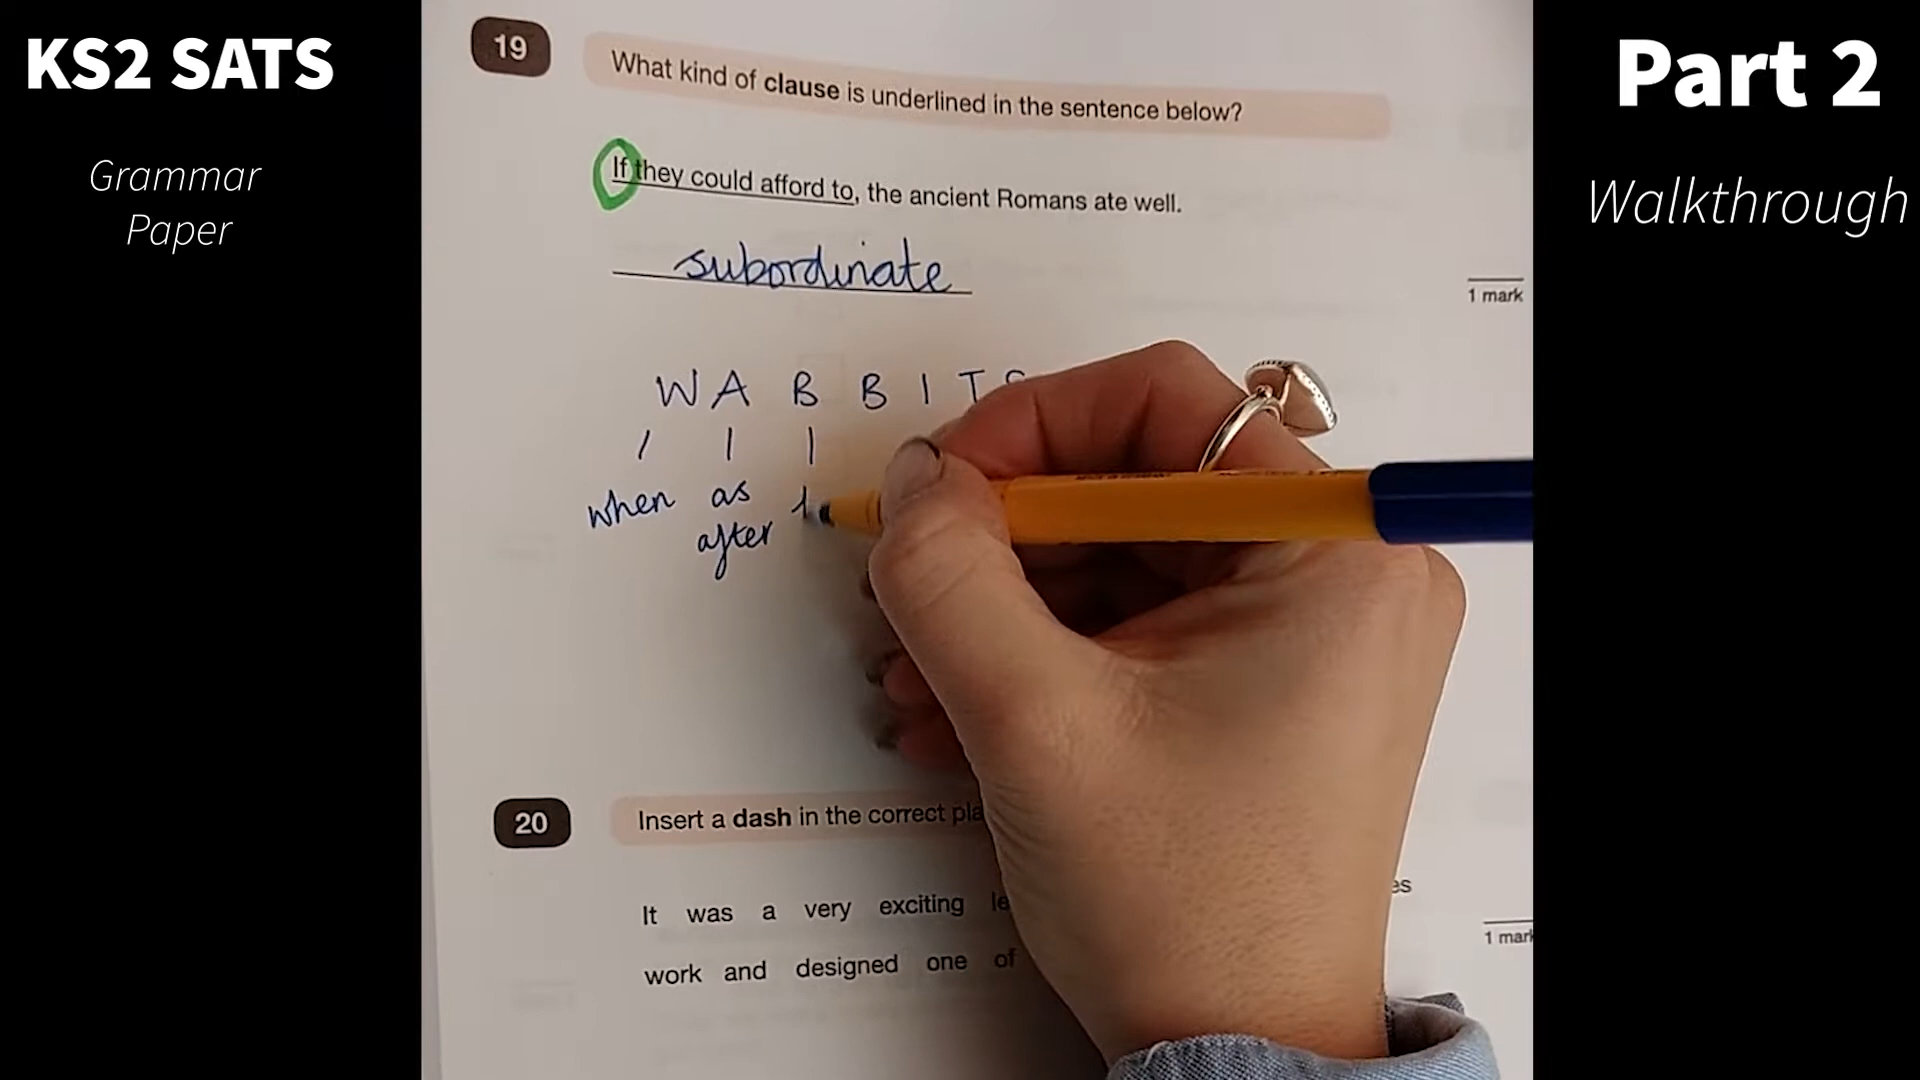 KS2 SATS
Grammar
Paper
Part 2
Walkthrough
19
What kind of clause is underlined in the sentence below?
If they could afford to, the ancient Romans ate well.
subordinate
1 mark
W A B B I T S
when as
after
20
Insert a dash in the correct
It was a very exciting
work and designed one of
1 mark